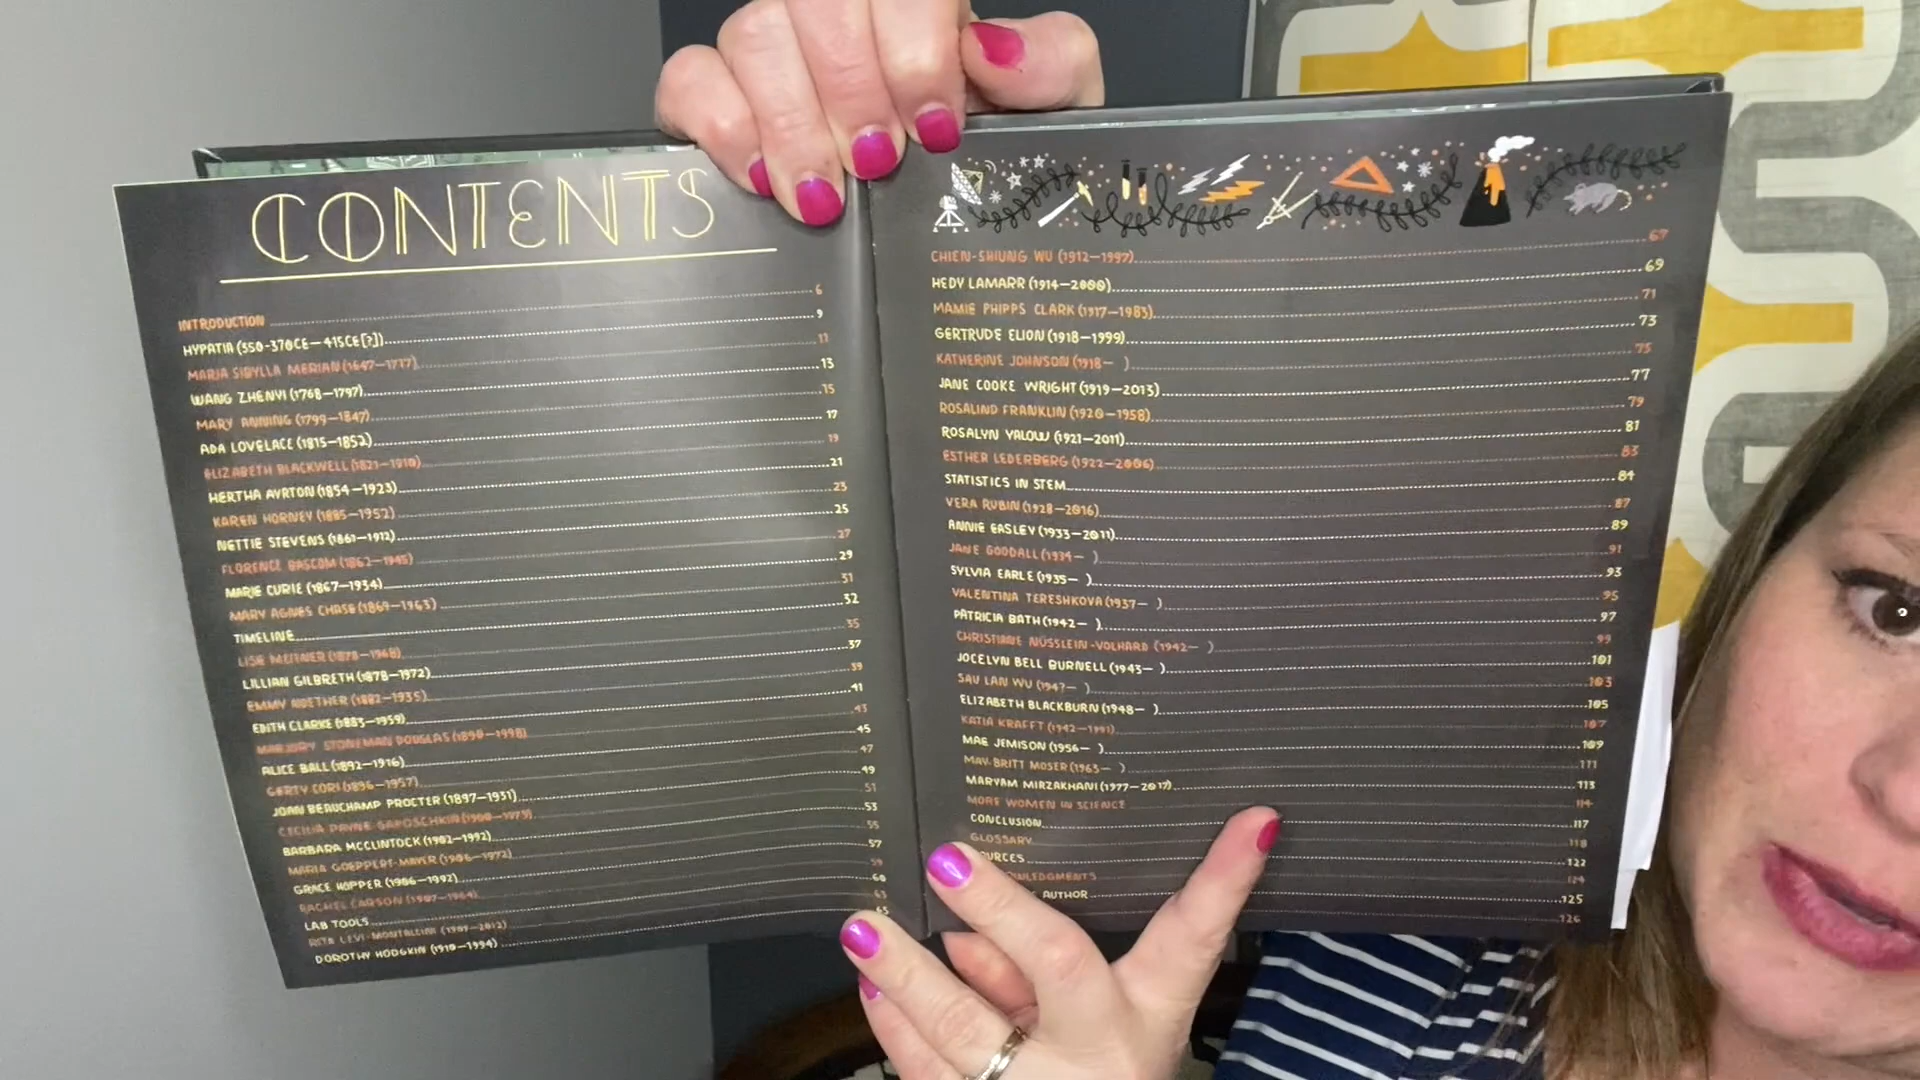 CONTENTS
INTRODUCTION 6
HYPATIA (350-370CE—415CE[?]) 9
MARIA SIBYLLA MERIAN (1647—1717) 11
WANG ZHENYI (1768—1797) 13
MARY ANNING (1799—1847) 15
ADA LOVELACE (1815—1852) 17
ELIZABETH BLACKWELL (1821—1910) 19
HERTHA AYRTON (1854—1923) 21
KAREN HORNEY (1885—1952) 23
NETTIE STEVENS (1861—1912) 25
FLORENCE BASCOM (1862—1945) 27
MARIE CURIE (1867—1934) 29
MARY AGNES CHASE (1869—1963) 31
TIMELINE 32
LISE MEITNER (1878—1968) 35
LILLIAN GILBRETH (1878—1972) 37
EMMY NOETHER (1882—1935) 39
EDITH CLARKE (1883—1959) 41
MARJORY STONEMAN DOUGLAS (1890—1998) 43
ALICE BALL (1892—1916) 45
GERTY CORI (1896—1957) 47
JOAN BEAUCHAMP PROCTER (1897—1931) 49
CECILIA PAYNE-GAPOSCHKIN (1900—1979) 51
BARBARA MCCLINTOCK (1902—1992) 53
MARIA GOEPPERT-MAYER (1906—1972) 55
GRACE HOPPER (1906—1992) 57
RACHEL CARSON (1907—1964) 59
LAB TOOLS 60
RITA LEVI-MONTALCINI (1909—2012) 63
DOROTHY HODGKIN (1910—1994) 65
CHIEN-SHIUNG WU (1912—1997) 67
HEDY LAMARR (1914—2000) 69
MAMIE PHIPPS CLARK (1917—1983) 71
GERTRUDE ELION (1918—1999) 73
KATHERINE JOHNSON (1918— ) 75
JANE COOKE WRIGHT (1919—2013) 77
ROSALIND FRANKLIN (1920—1958) 79
ROSALYN YALOW (1921—2011) 81
ESTHER LEDERBERG (1922—2006) 83
STATISTICS IN STEM 84
VERA RUBIN (1928—2016) 87
ANNIE EASLEY (1933—2011) 89
JANE GOODALL (1934— ) 91
SYLVIA EARLE (1935— ) 93
VALENTINA TERESHKOVA (1937— ) 95
PATRICIA BATH (1942— ) 97
CHRISTIANE NÜSSLEIN-VOLHARD (1942— ) 99
JOCELYN BELL BURNELL (1943— ) 101
SAU LAN WU (194?— ) 103
ELIZABETH BLACKBURN (1948— ) 105
KATIA KRAFFT (1942—1991) 107
MAE JEMISON (1956— ) 109
MAY-BRITT MOSER (1963— ) 111
MARYAM MIRZAKHANI (1977—2017) 113
MORE WOMEN IN SCIENCE 114
CONCLUSION 117
GLOSSARY 118
OURCES 122
WLEDGMENTS 124
AUTHOR 125
126